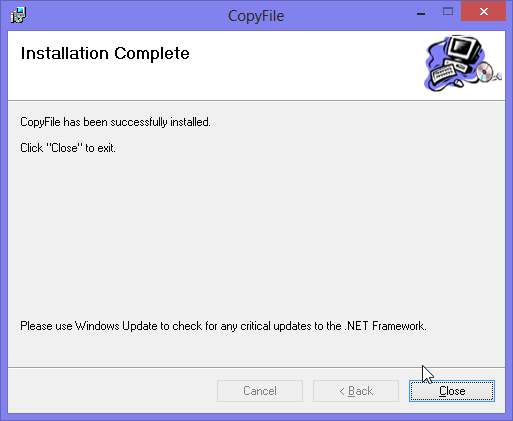 CopyFile
Installation Complete
CopyFile has been successfully installed.
Click "Close" to exit.
Please use Windows Update to check for any critical updates to the .NET Framework.
Cancel
< Back
Close